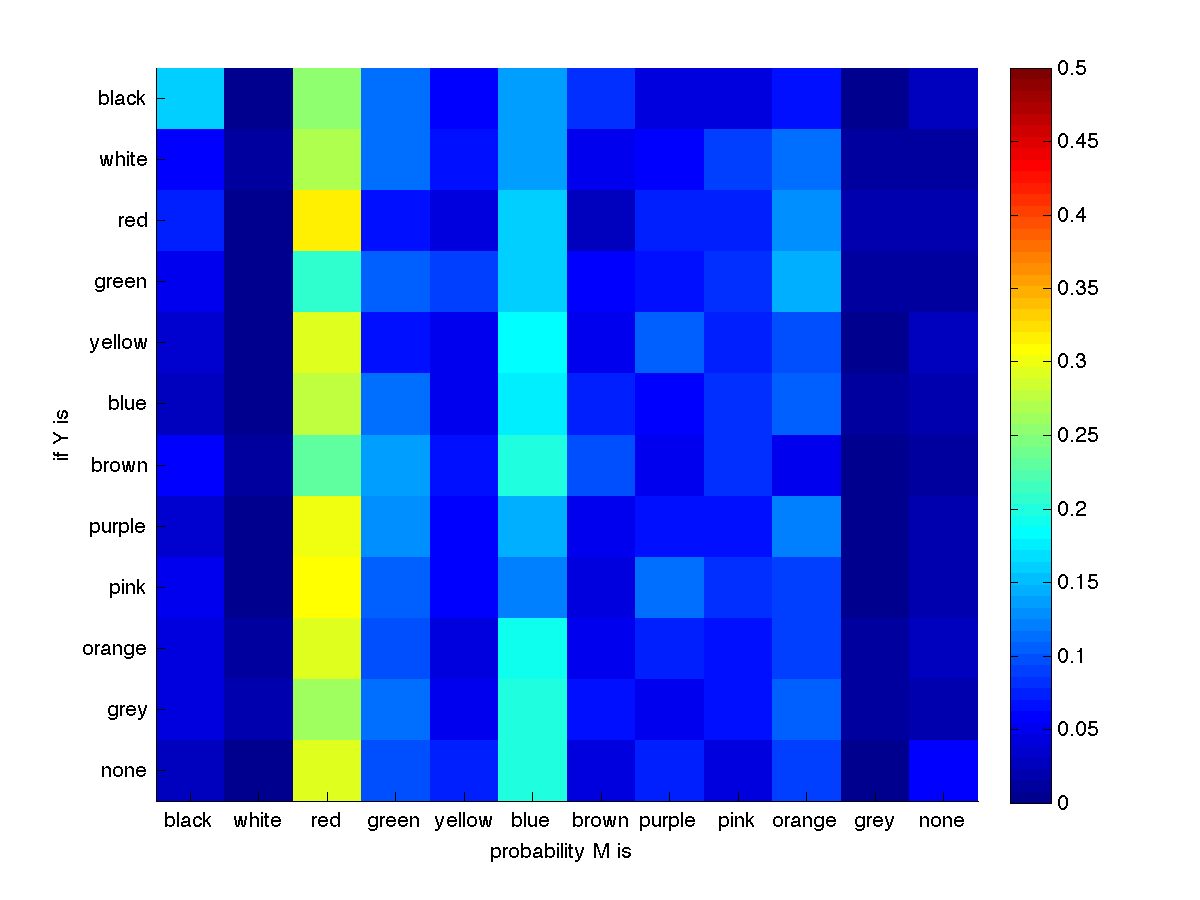 black
white
red
green
yellow
blue
brown
purple
pink
orange
grey
none
if Y is
black white red green yellow blue brown purple pink orange grey none
probability M is
0.5
0.45
0.4
0.35
0.3
0.25
0.2
0.15
0.1
0.05
0